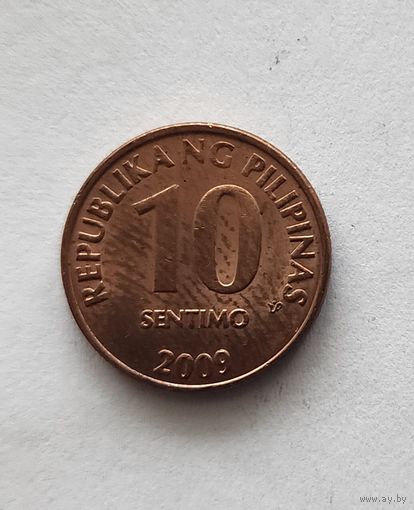 REPUBLIKA NG PILIPINAS
10
SENTIMO
2009
www.ay.by